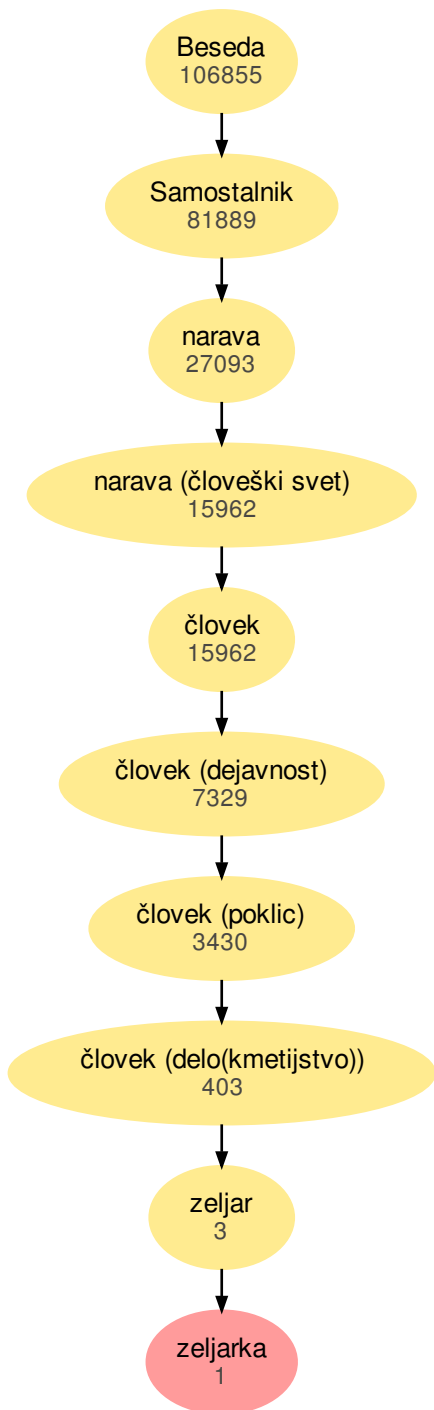 Beseda
106855
Samostalnik
81889
narava
27093
narava (človeški svet)
15962
človek
15962
človek (dejavnost)
7329
človek (poklic)
3430
človek (delo(kmetijstvo))
403
zeljar
3
zeljarka
1